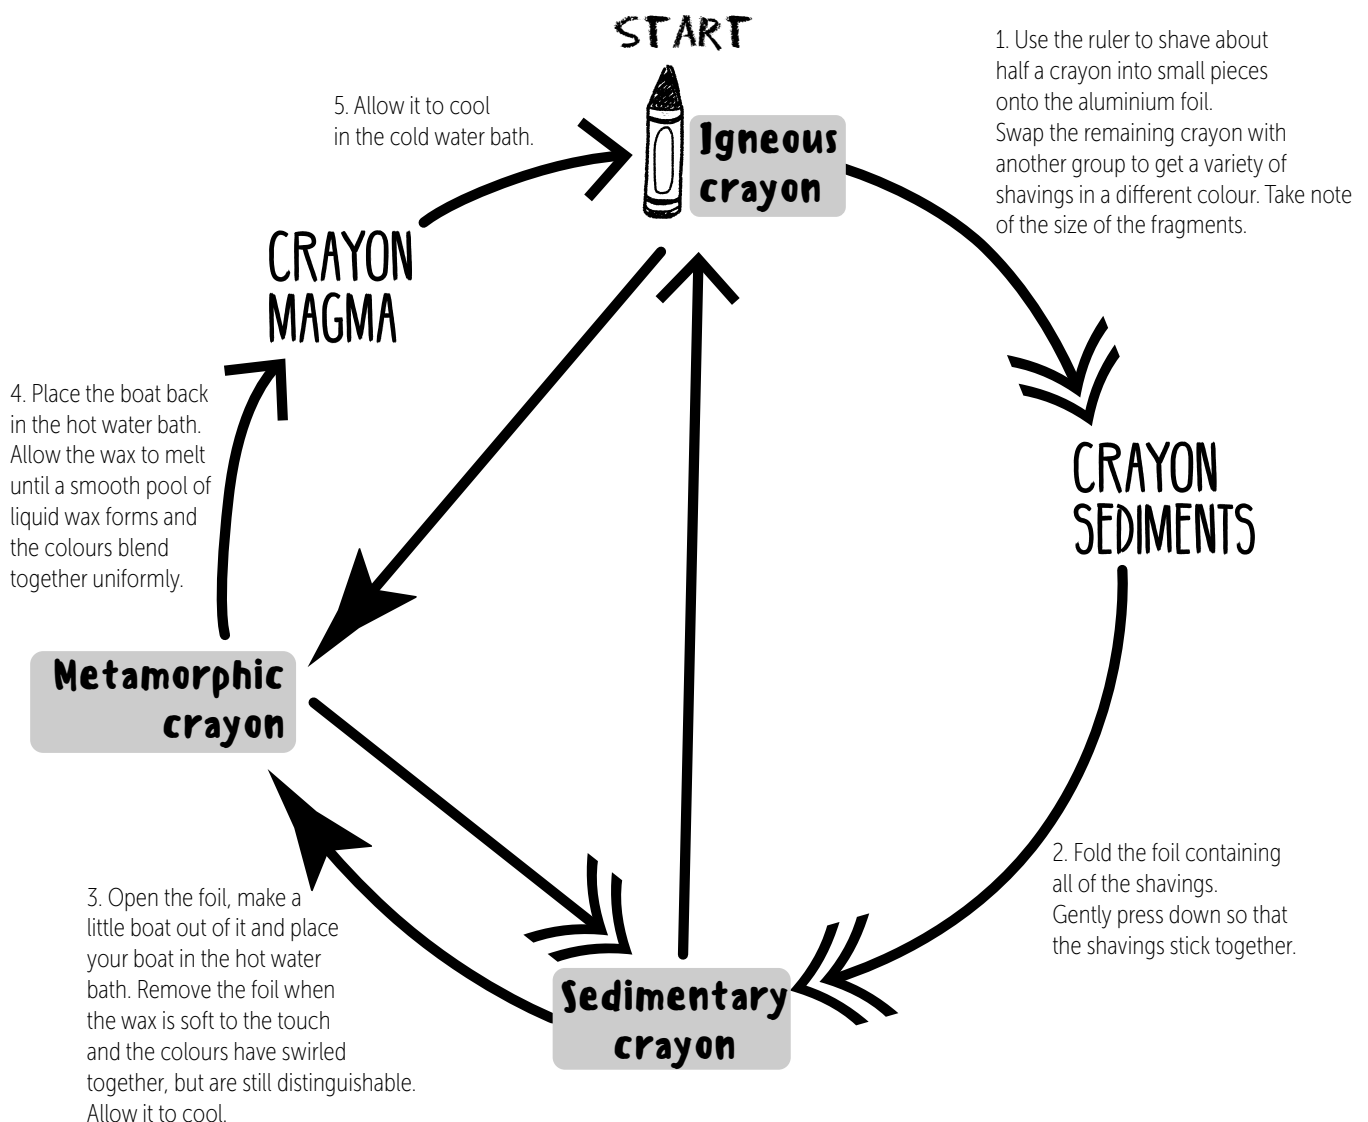 START
Igneous
crayon
1. Use the ruler to shave about
half a crayon into small pieces
onto the aluminium foil.
Swap the remaining crayon with
another group to get a variety of
shavings in a different colour. Take note
of the size of the fragments.
CRAYON
SEDIMENTS
2. Fold the foil containing
all of the shavings.
Gently press down so that
the shavings stick together.
Sedimentary
crayon
3. Open the foil, make a
little boat out of it and place
your boat in the hot water
bath. Remove the foil when
the wax is soft to the touch
and the colours have swirled
together, but are still distinguishable.
Allow it to cool.
Metamorphic
crayon
4. Place the boat back
in the hot water bath.
Allow the wax to melt
until a smooth pool of
liquid wax forms and
the colours blend
together uniformly.
CRAYON
MAGMA
5. Allow it to cool
in the cold water bath.